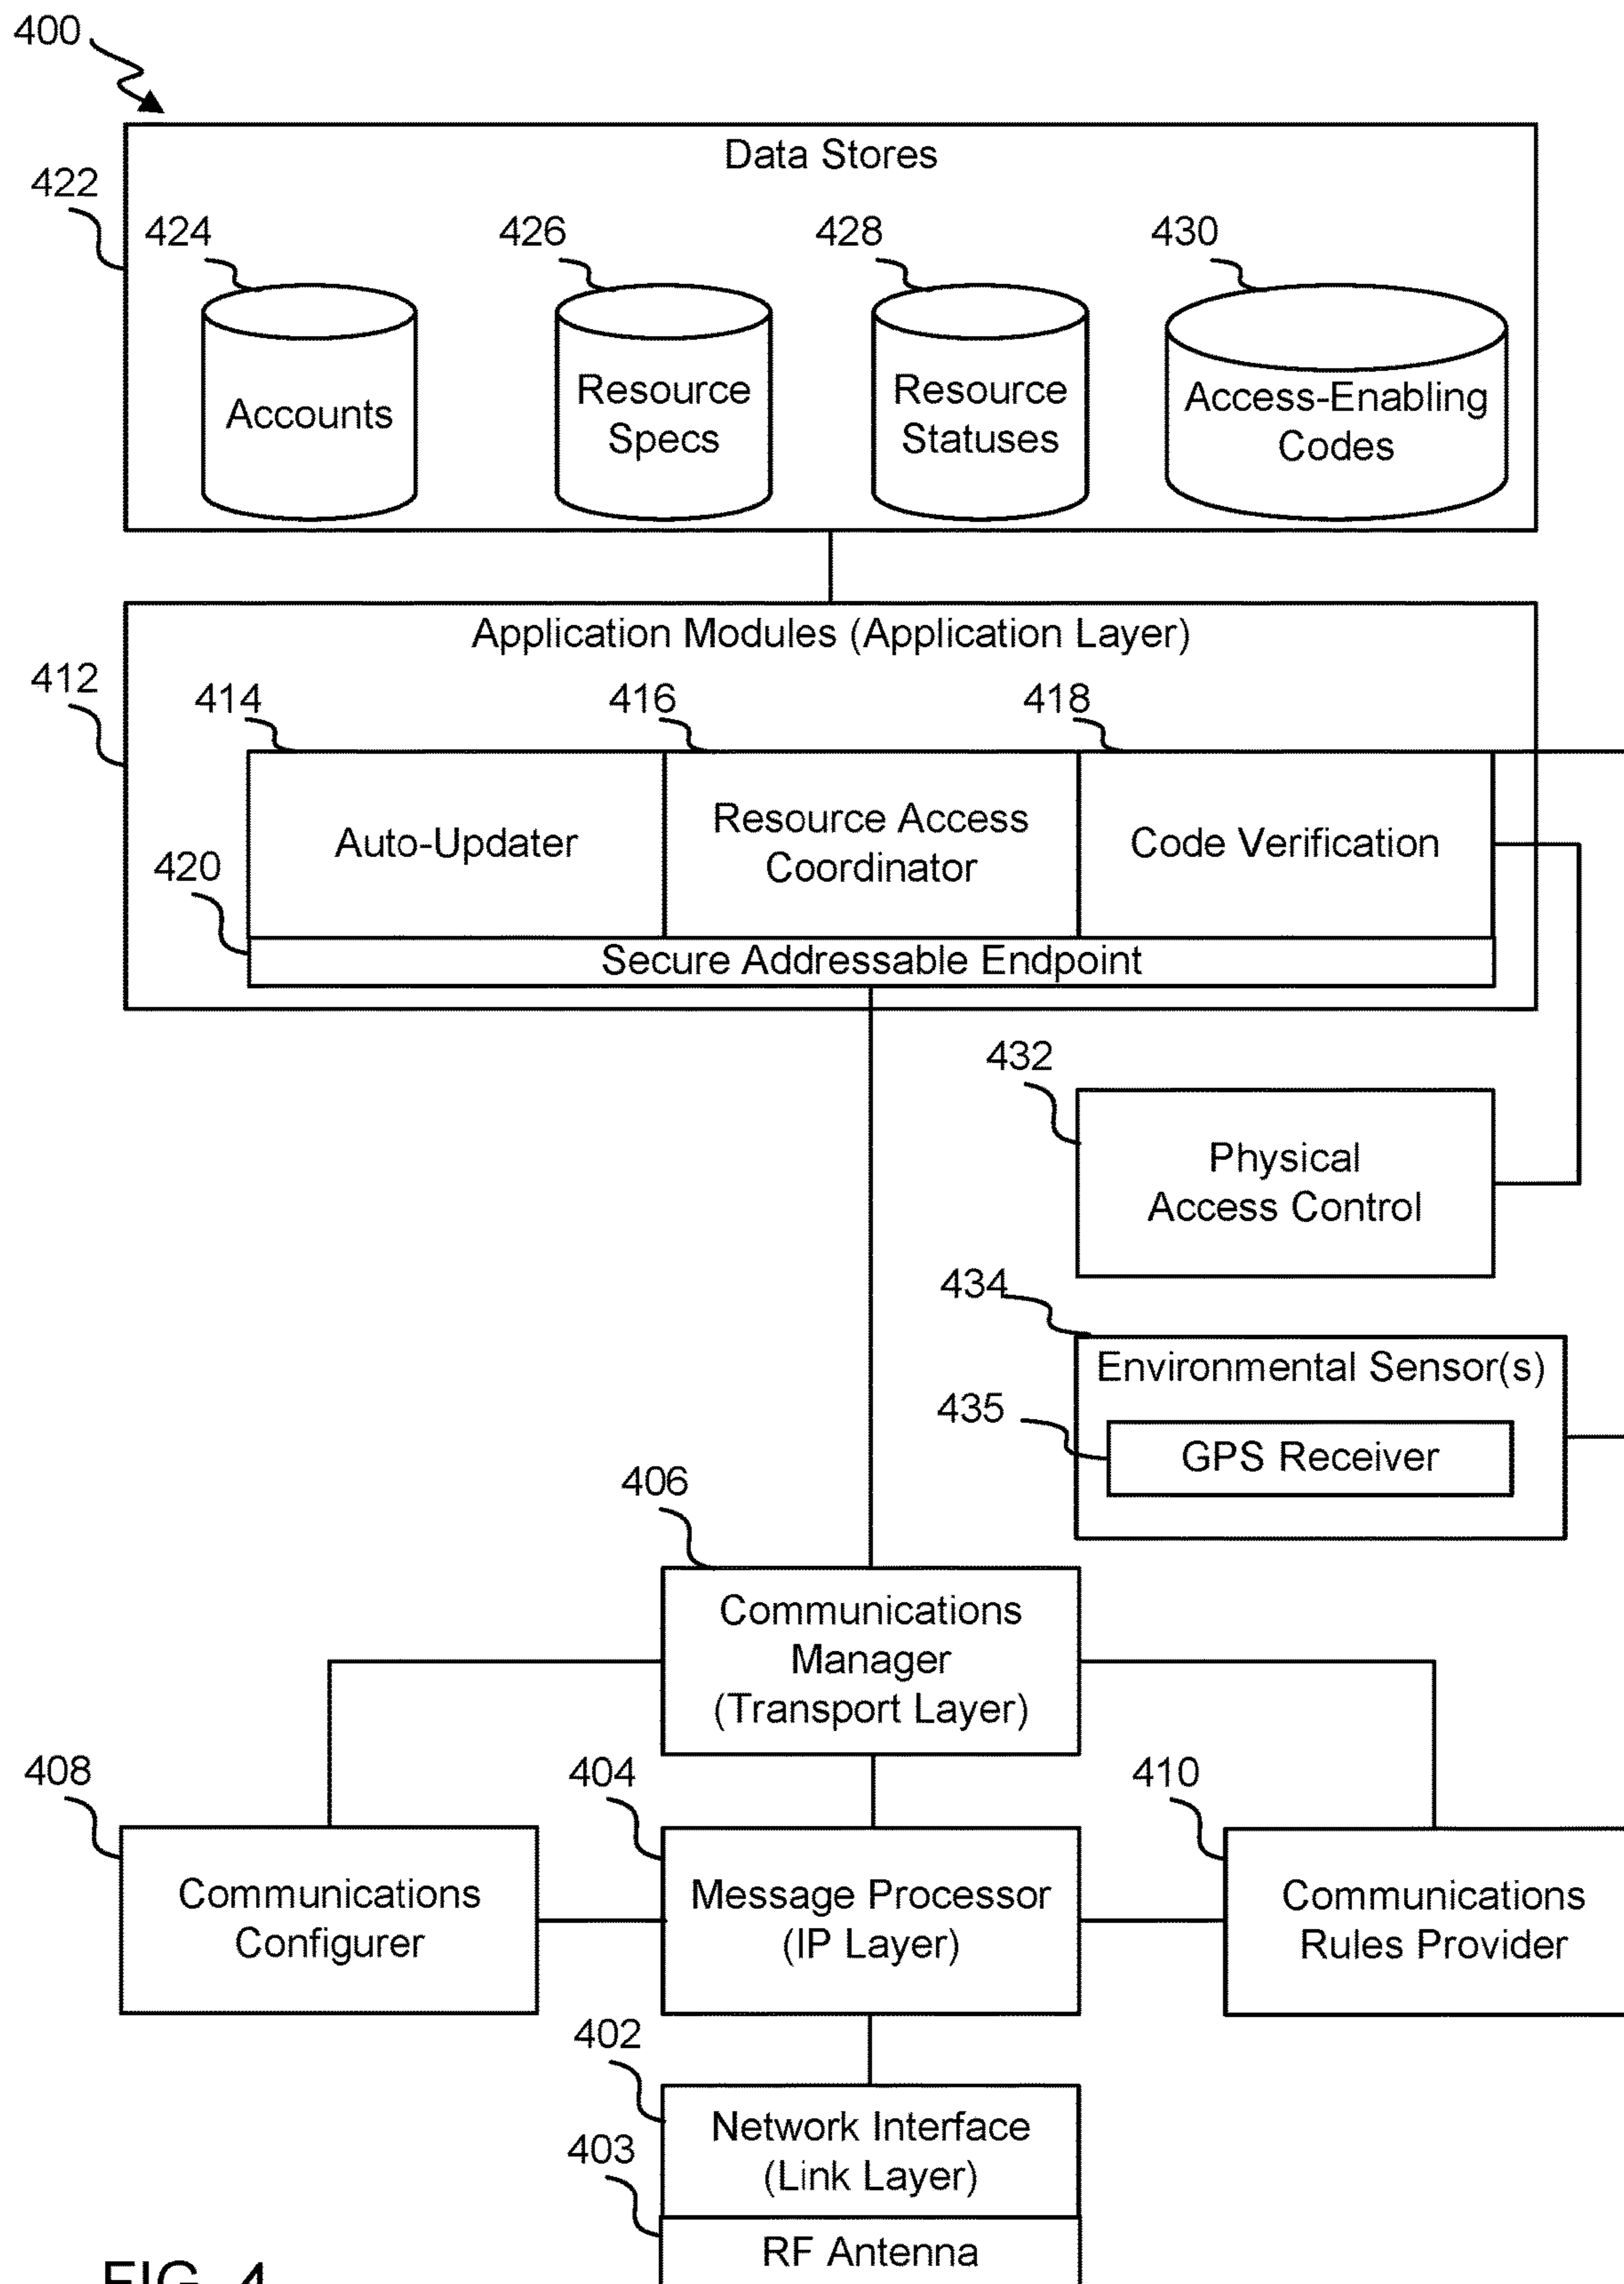 400
Data Stores
422
424
426
428
430
Accounts
Resource
Specs
Resource
Statuses
Access-Enabling
Codes
Application Modules (Application Layer)
412
414
416
418
Auto-Updater
Resource Access
Coordinator
Code Verification
420
Secure Addressable Endpoint
432
Physical
Access Control
434
Environmental Sensor(s)
435
GPS Receiver
406
Communications
Manager
(Transport Layer)
408
404
410
Communications
Configurer
Message Processor
(IP Layer)
Communications
Rules Provider
402
Network Interface
(Link Layer)
403
RF Antenna
FIG. 4